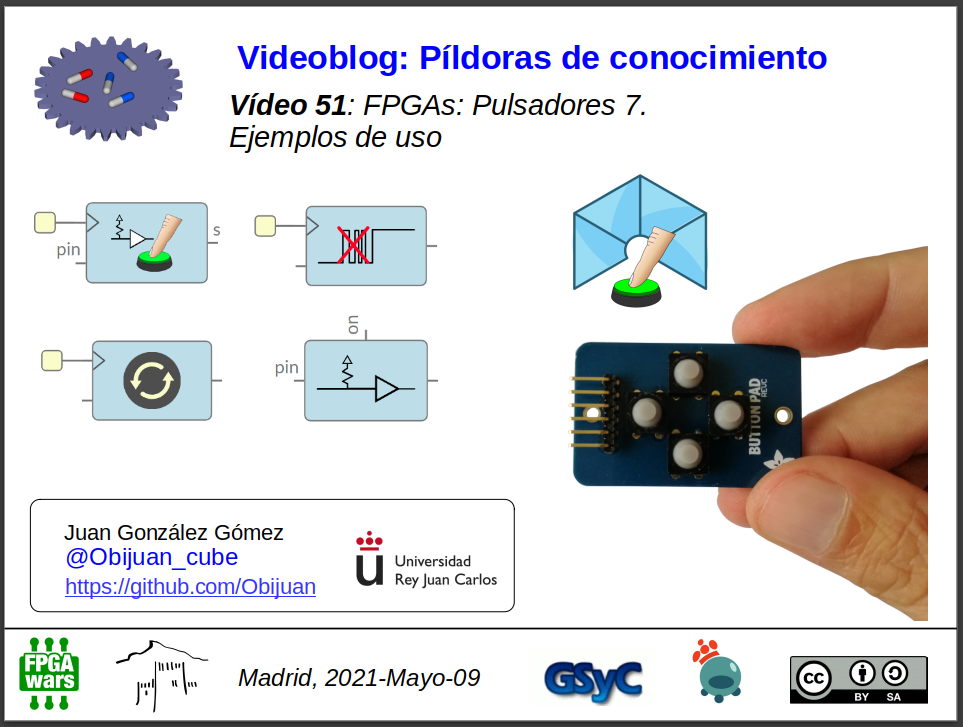 Videoblog: Píldoras de conocimiento
Vídeo 51: FPGAs: Pulsadores 7.
Ejemplos de uso
s
pin
on
pin
BUTTON PAD
REVC
Juan González Gómez
@Obijuan_cube
https://github.com/Obijuan
u
Universidad
Rey Juan Carlos
FPGA
wars
Madrid, 2021-Mayo-09
GSyC
cc
BY SA